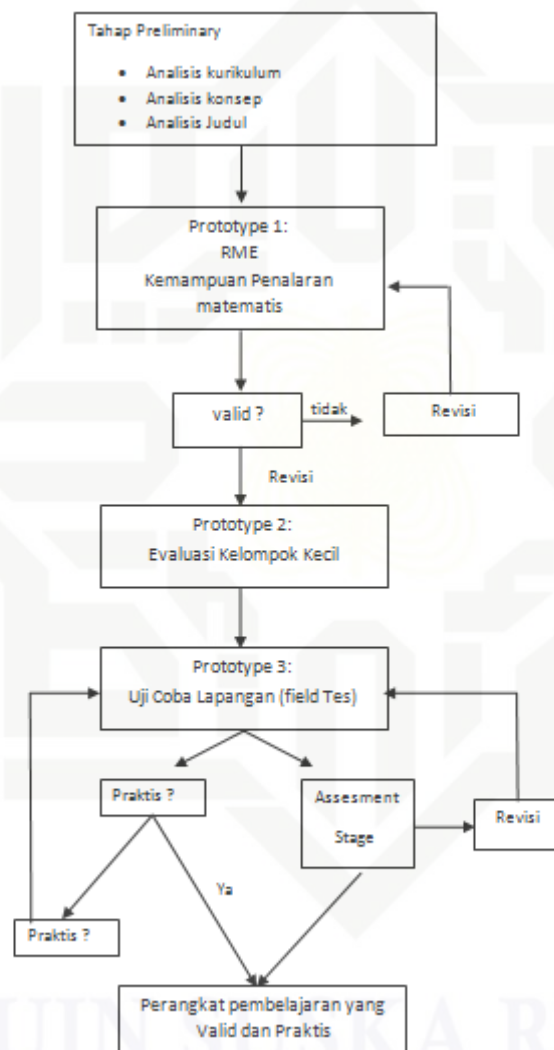 Tahap Preliminary
• Analisis kurikulum
• Analisis konsep
• Analisis Judul
Prototype 1:
RME
Kemampuan Penalaran
matematis
valid ?
tidak
Revisi
Revisi
Prototype 2:
Evaluasi Kelompok Kecil
Prototype 3:
Uji Coba Lapangan (field Tes)
Praktis ?
Assesment
Stage
Revisi
Ya
Praktis ?
Perangkat pembelajaran yang
Valid dan Praktis
UIN SUSKA R